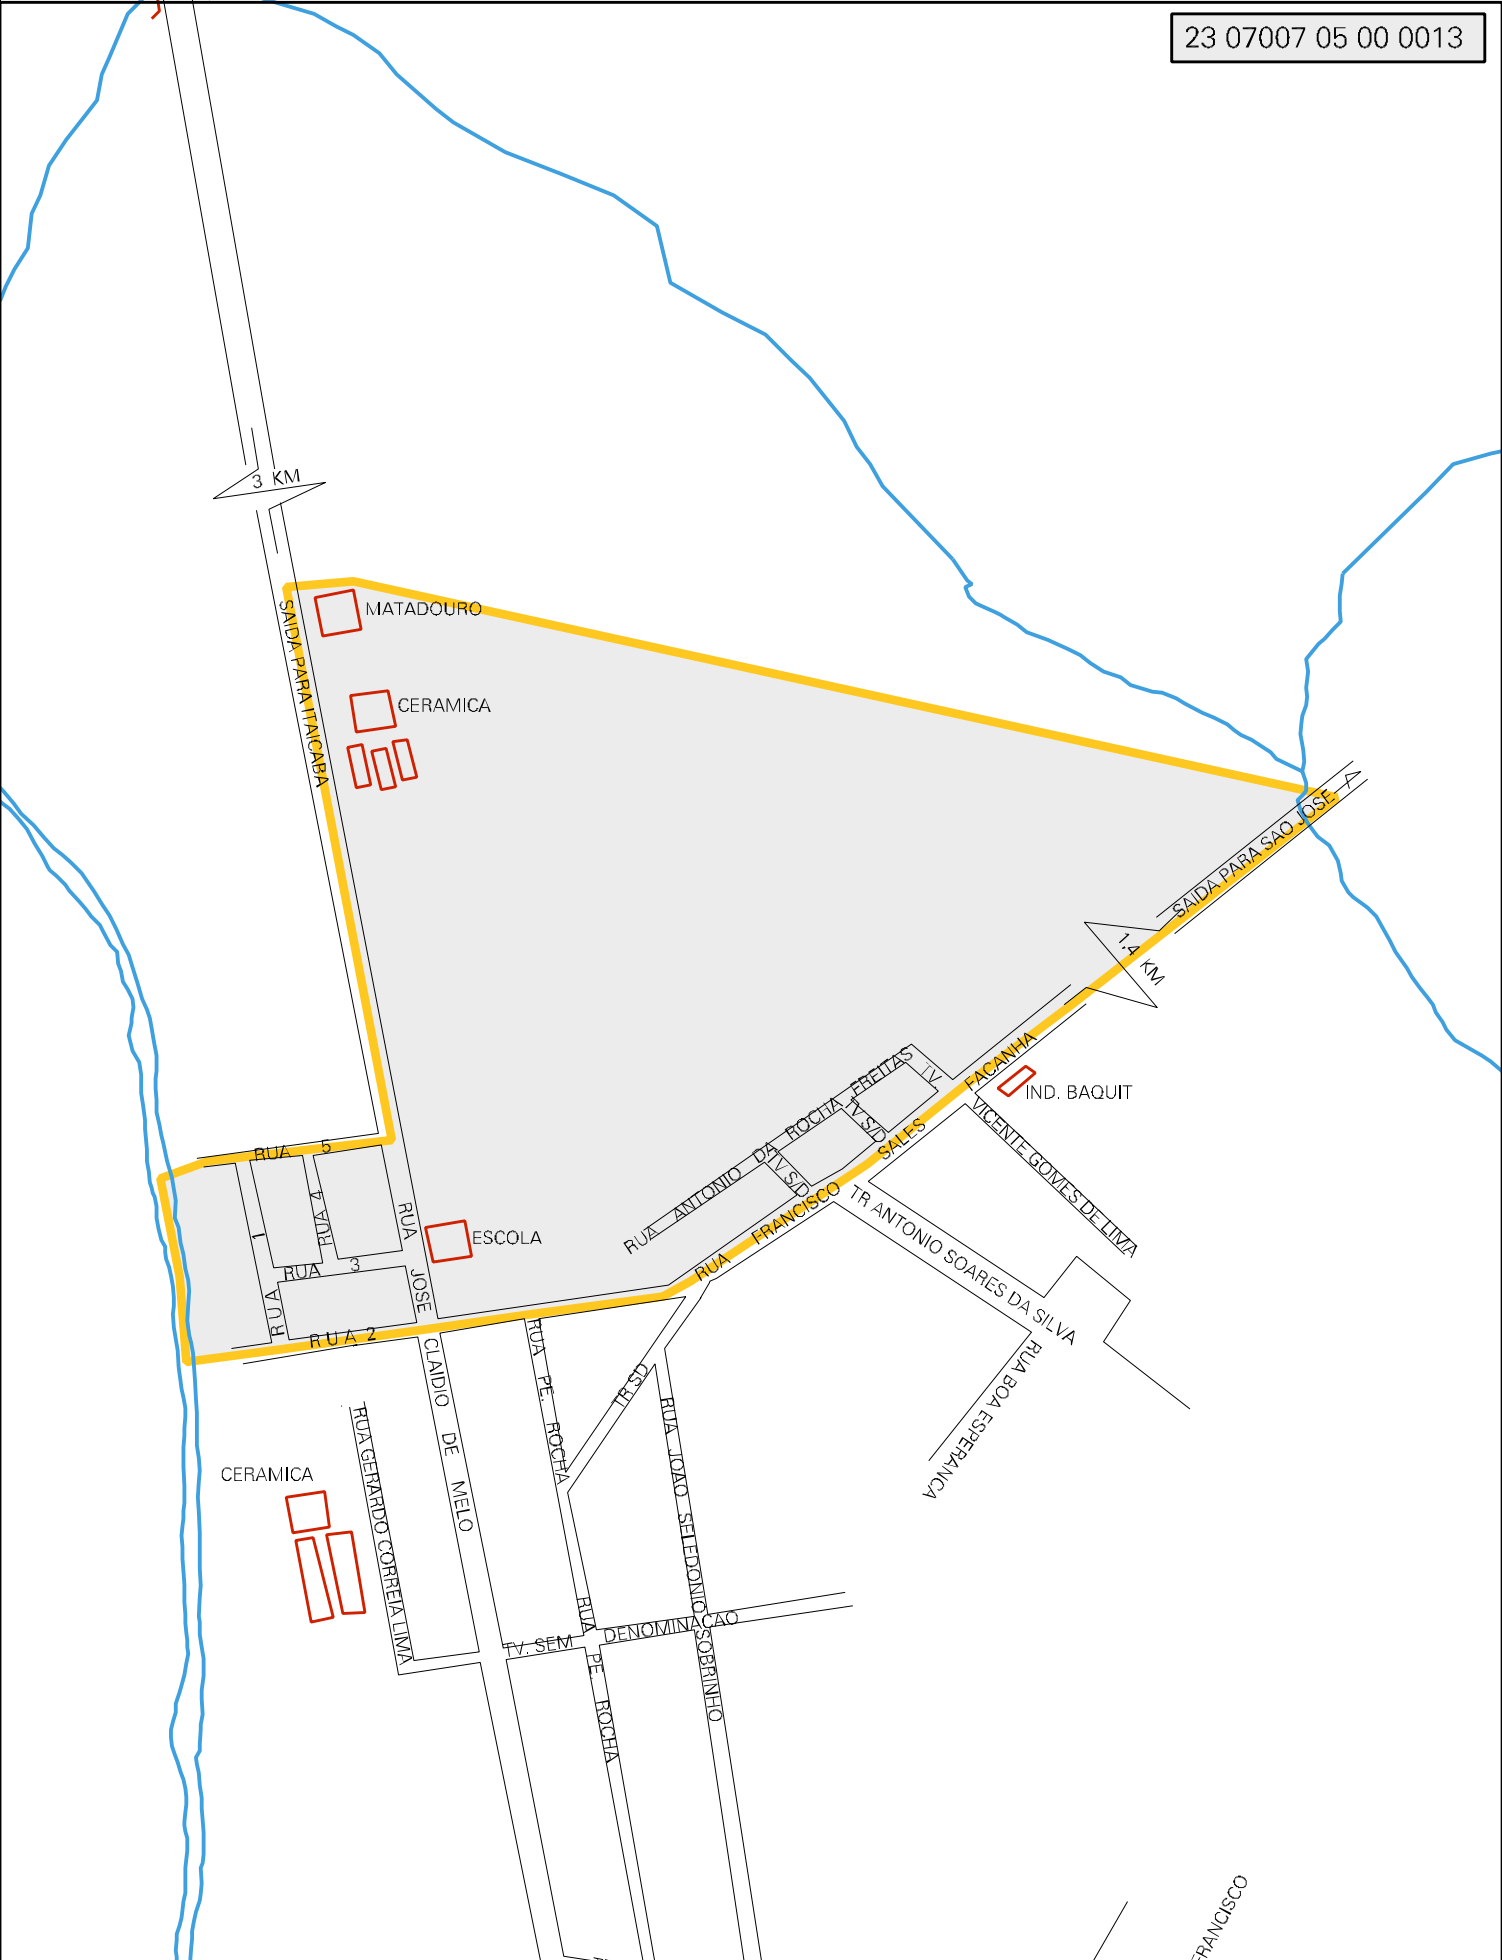 23 07007 05 00 0013
3 KM
SAIDA PARA ITAICABA
MATADOURO
CERAMICA
SAIDA PARA SAO JOSE
1,4 KM
FACANHA
IND. BAQUIT
VICENTE GOMES DE LIMA
RUA ANTONIO DA ROCHA FREITAS
TV
TV S/D
TV S/D
RUA FRANCISCO SALES
TR ANTONIO SOARES DA SILVA
RUA BOA ESPERANCA
RUA 5
RUA 4
RUA 1
RUA 3
RUA 2
ESCOLA
RUA JOSE CLAIDIO DE MELO
RUA PE. ROCHA
TR SD
RUA JOAO SELEDONIO SOBRINHO
CERAMICA
RUA GERARDO CORREIA LIMA
TV. SEM DENOMINACAO
RUA PE. ROCHA
FRANCISCO